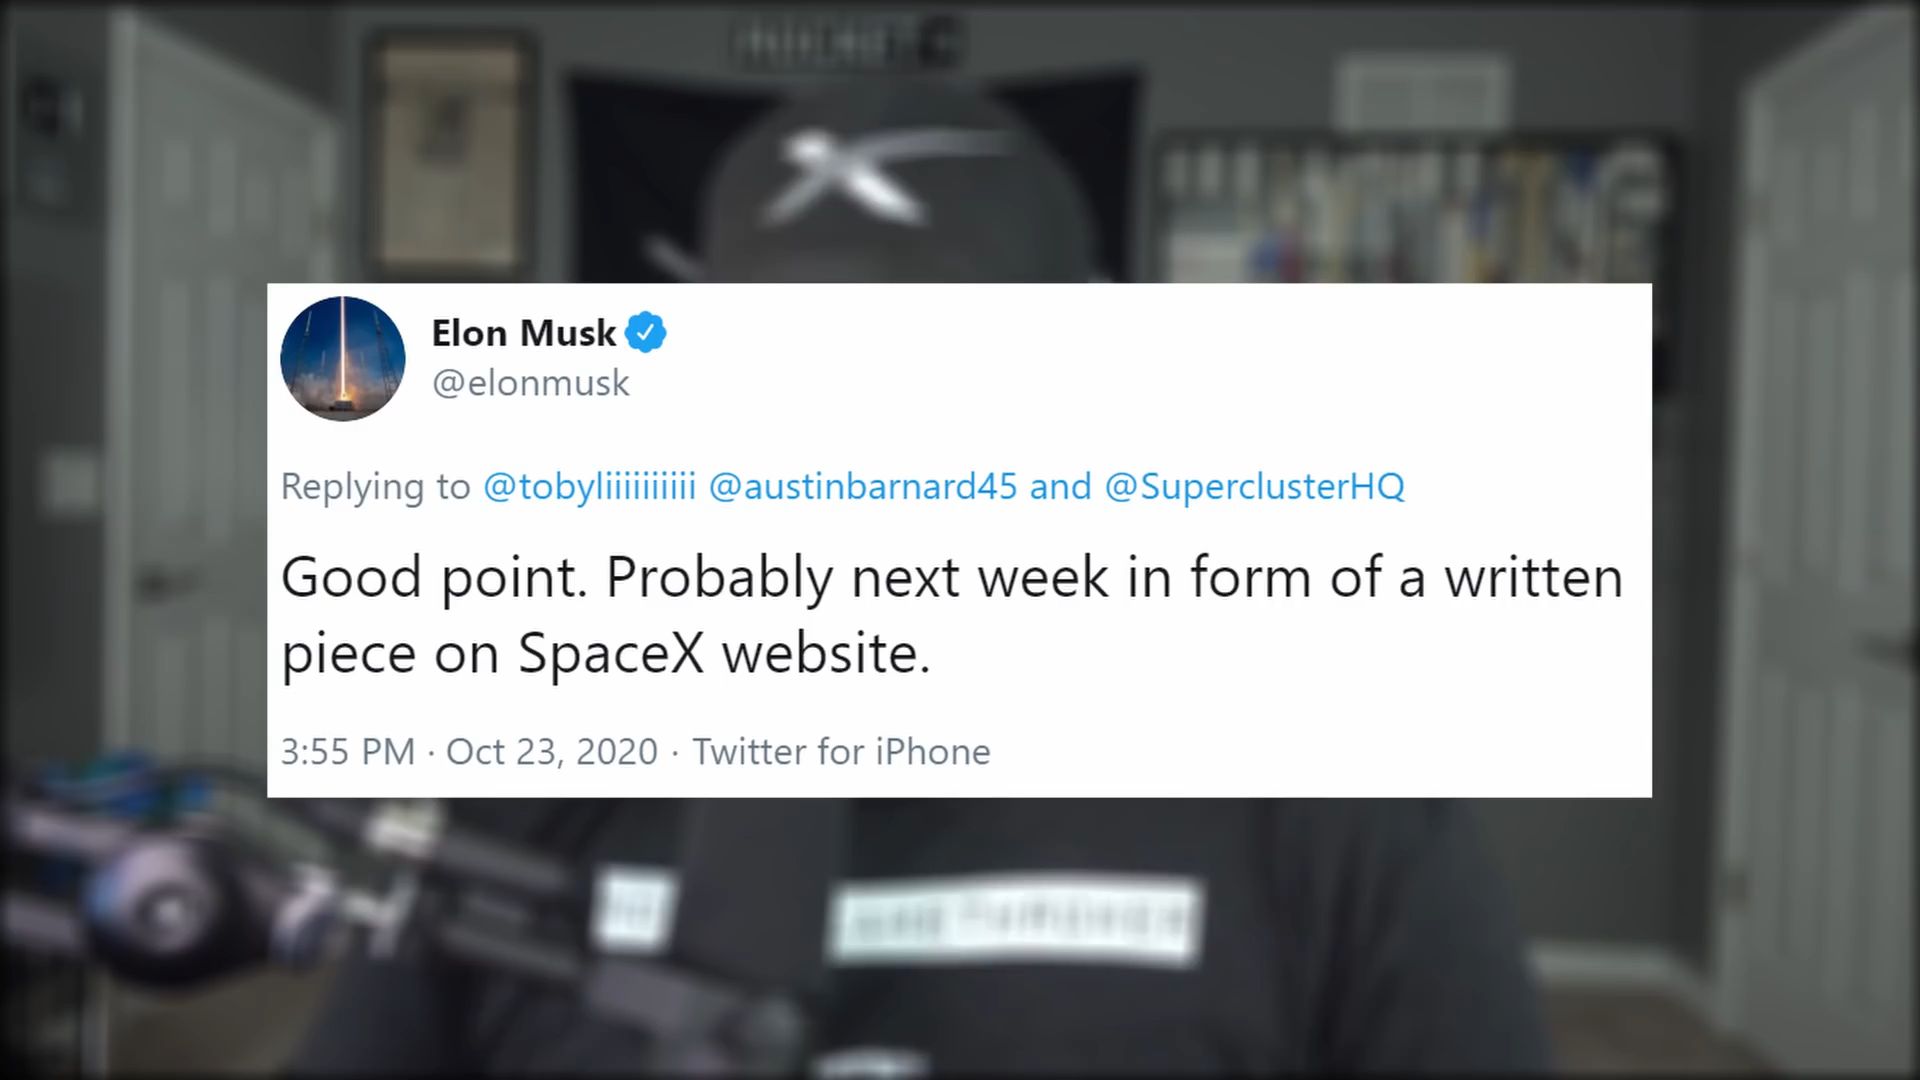 Elon Musk
@elonmusk
Replying to @tobyliiiiiiiiiii @austinbarnard45 and @SuperclusterHQ
Good point. Probably next week in form of a written
piece on SpaceX website.
3:55 PM · Oct 23, 2020 · Twitter for iPhone